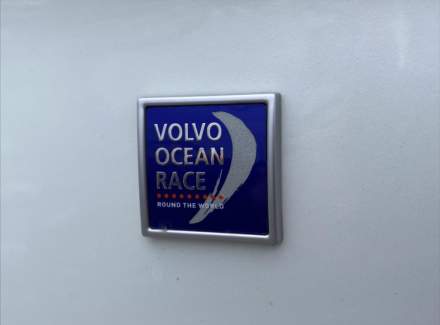 VOLVO
OCEAN
RACE
ROUND THE WORLD